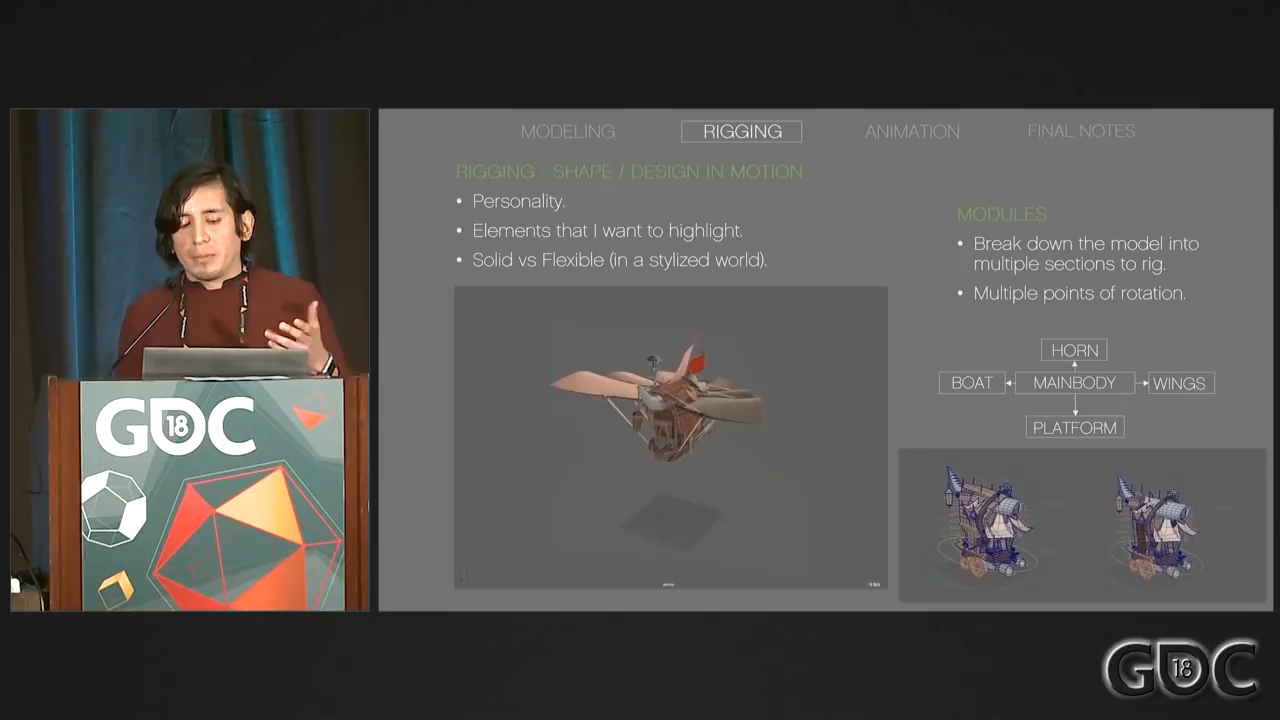 MODELING
RIGGING
ANIMATION
FINAL NOTES
RIGGING - SHAPE / DESIGN IN MOTION
• Personality.
• Elements that I want to highlight.
• Solid vs Flexible (in a stylized world).
MODULES
• Break down the model into
multiple sections to rig.
• Multiple points of rotation.
HORN
BOAT
MAINBODY
WINGS
PLATFORM
GDC
18
GDC
18